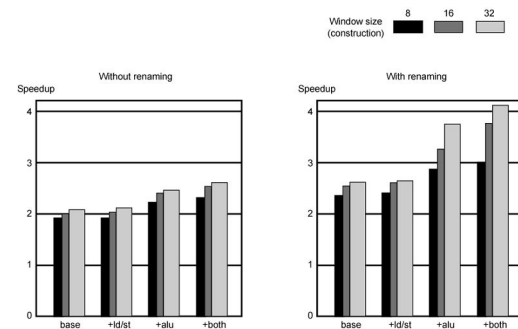 8 16 32
Window size
(construction)
Without renaming
Speedup
4
3
2
1
0
base +ld/st +alu +both
With renaming
Speedup
4
3
2
1
0
base +ld/st +alu +both